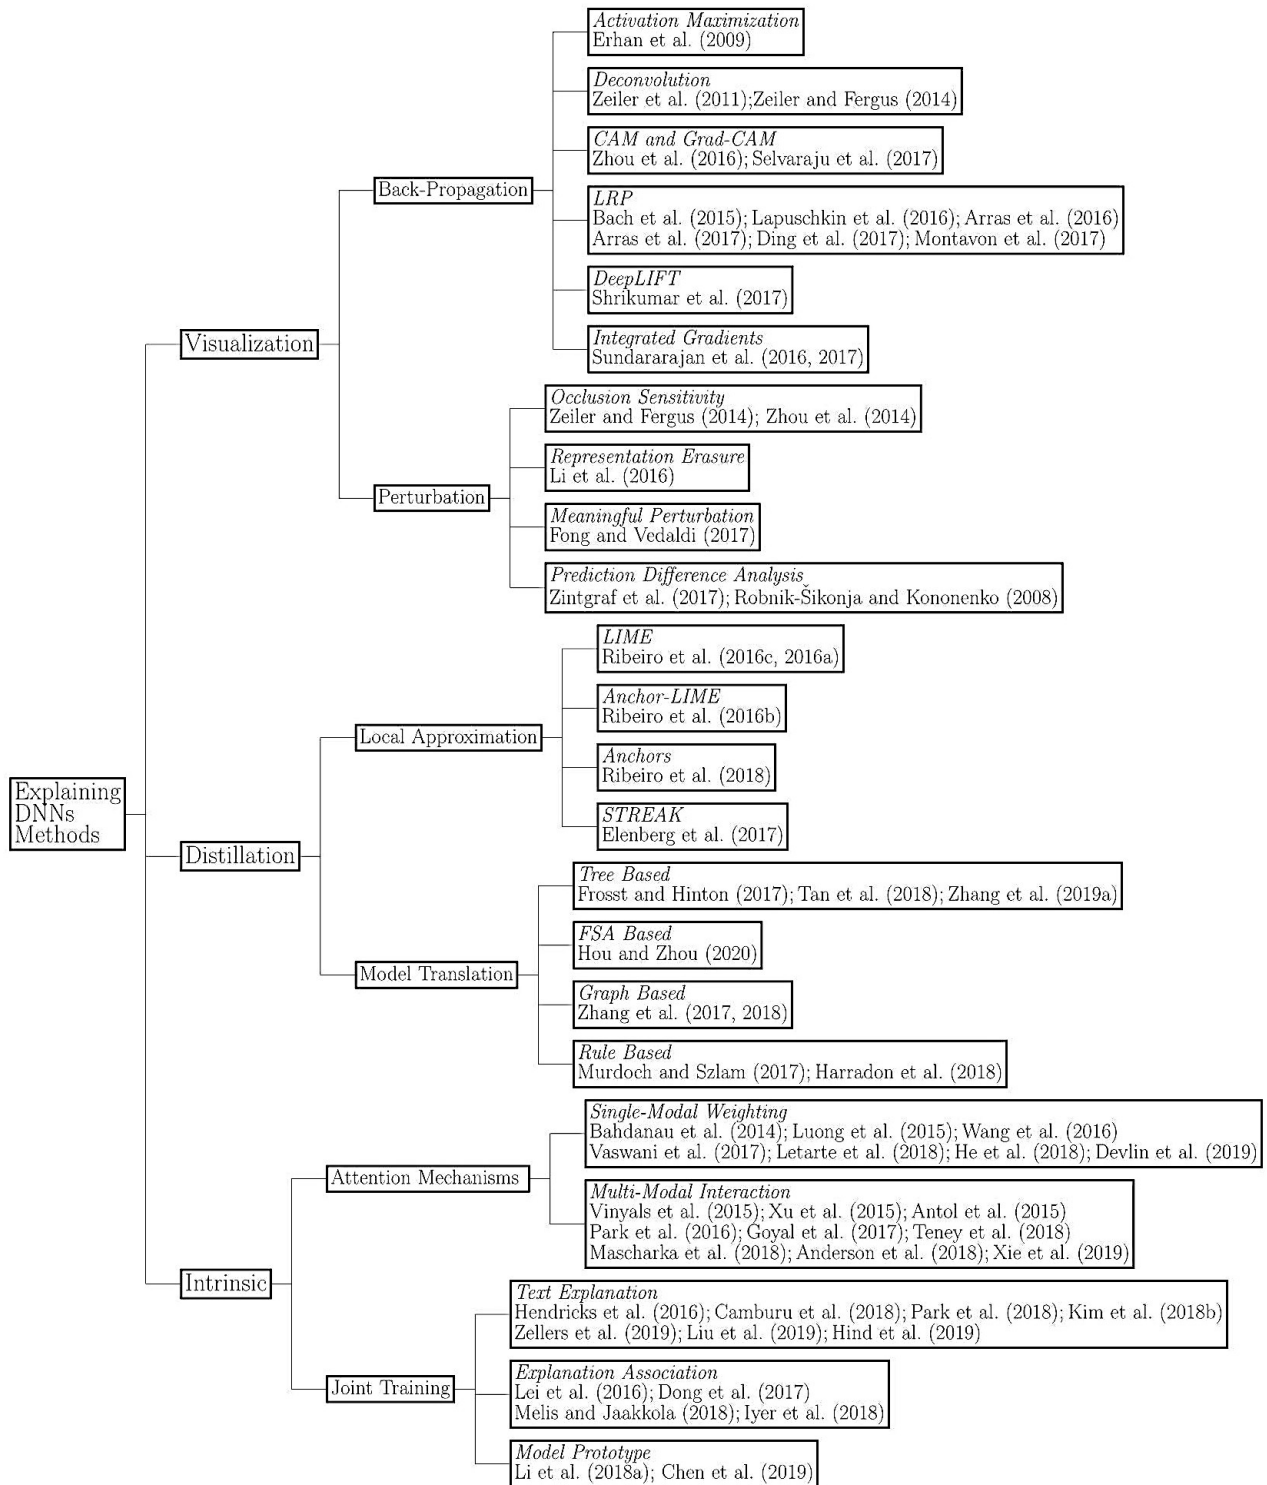 Activation Maximization
Erhan et al. (2009)
Deconvolution
Zeiler et al. (2011);Zeiler and Fergus (2014)
CAM and Grad-CAM
Zhou et al. (2016); Selvaraju et al. (2017)
Back-Propagation
LRP
Bach et al. (2015); Lapuschkin et al. (2016); Arras et al. (2016)
Arras et al. (2017); Ding et al. (2017); Montavon et al. (2017)
DeepLIFT
Shrikumar et al. (2017)
Visualization
Integrated Gradients
Sundararajan et al. (2016, 2017)
Occlusion Sensitivity
Zeiler and Fergus (2014); Zhou et al. (2014)
Representation Erasure
Li et al. (2016)
Perturbation
Meaningful Perturbation
Fong and Vedaldi (2017)
Prediction Difference Analysis
Zintgraf et al. (2017); Robnik-Šikonja and Kononenko (2008)
LIME
Ribeiro et al. (2016c, 2016a)
Anchor-LIME
Ribeiro et al. (2016b)
Local Approximation
Anchors
Ribeiro et al. (2018)
Explaining
DNNs
Methods
STREAK
Elenberg et al. (2017)
Distillation
Tree Based
Frosst and Hinton (2017); Tan et al. (2018); Zhang et al. (2019a)
FSA Based
Hou and Zhou (2020)
Model Translation
Graph Based
Zhang et al. (2017, 2018)
Rule Based
Murdoch and Szlam (2017); Harradon et al. (2018)
Single-Modal Weighting
Bahdanau et al. (2014); Luong et al. (2015); Wang et al. (2016)
Vaswani et al. (2017); Letarte et al. (2018); He et al. (2018); Devlin et al. (2019)
Attention Mechanisms
Multi-Modal Interaction
Vinyals et al. (2015); Xu et al. (2015); Antol et al. (2015)
Park et al. (2016); Goyal et al. (2017); Teney et al. (2018)
Mascharka et al. (2018); Anderson et al. (2018); Xie et al. (2019)
Intrinsic
Text Explanation
Hendricks et al. (2016); Camburu et al. (2018); Park et al. (2018); Kim et al. (2018b)
Zellers et al. (2019); Liu et al. (2019); Hind et al. (2019)
Joint Training
Explanation Association
Lei et al. (2016); Dong et al. (2017)
Melis and Jaakkola (2018); Iyer et al. (2018)
Model Prototype
Li et al. (2018a); Chen et al. (2019)